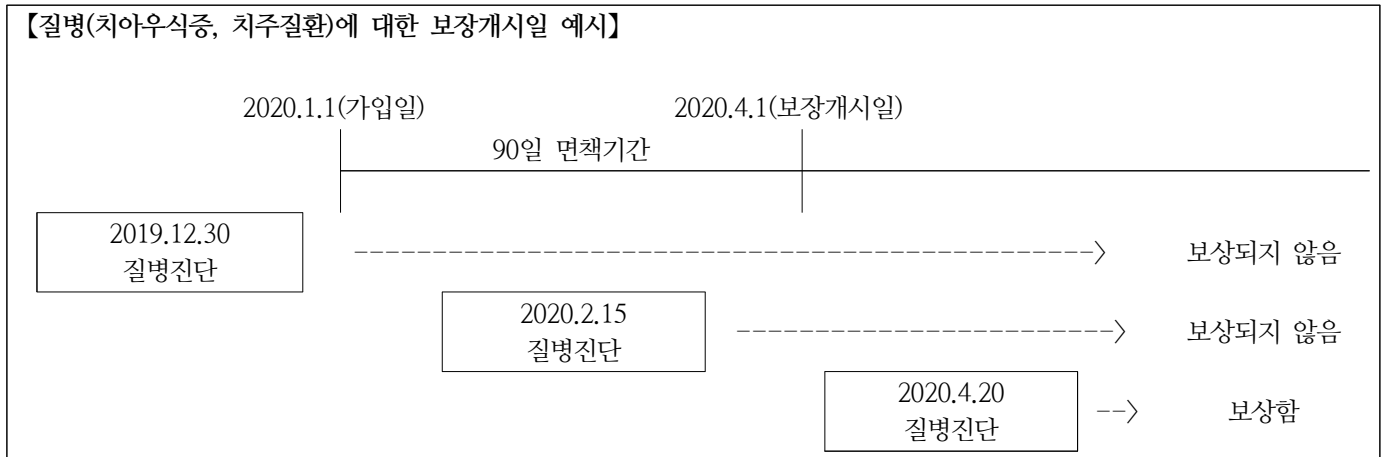 【질병(치아우식증, 치주질환)에 대한 보장개시일 예시】
2020.1.1(가입일) 2020.4.1(보장개시일)
90일 면책기간
2019.12.30
질병진단
보상되지 않음
2020.2.15
질병진단
보상되지 않음
2020.4.20
질병진단
보상함